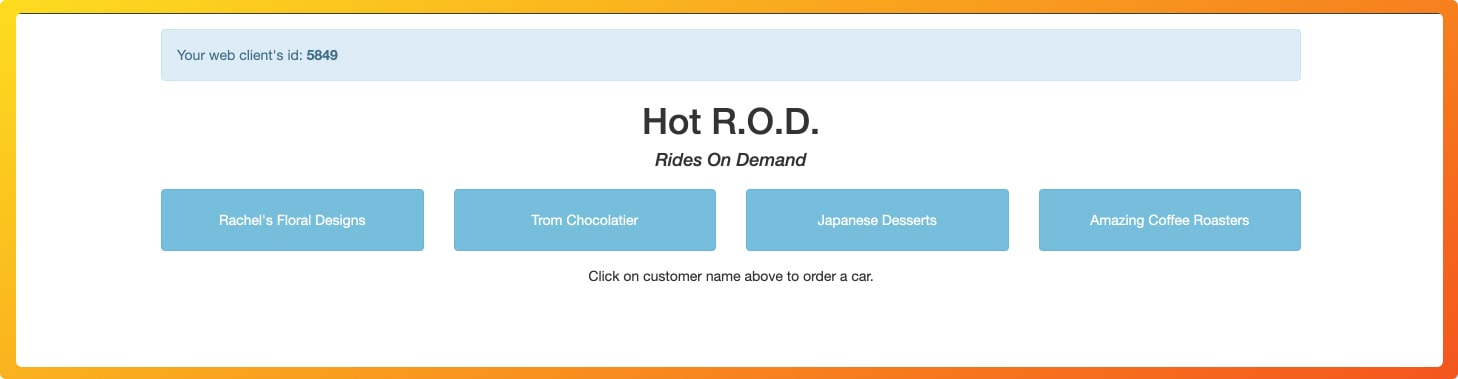 Your web client's id: 5849
Hot R.O.D.
Rides On Demand
Rachel's Floral Designs
Trom Chocolatier
Japanese Desserts
Amazing Coffee Roasters
Click on customer name above to order a car.